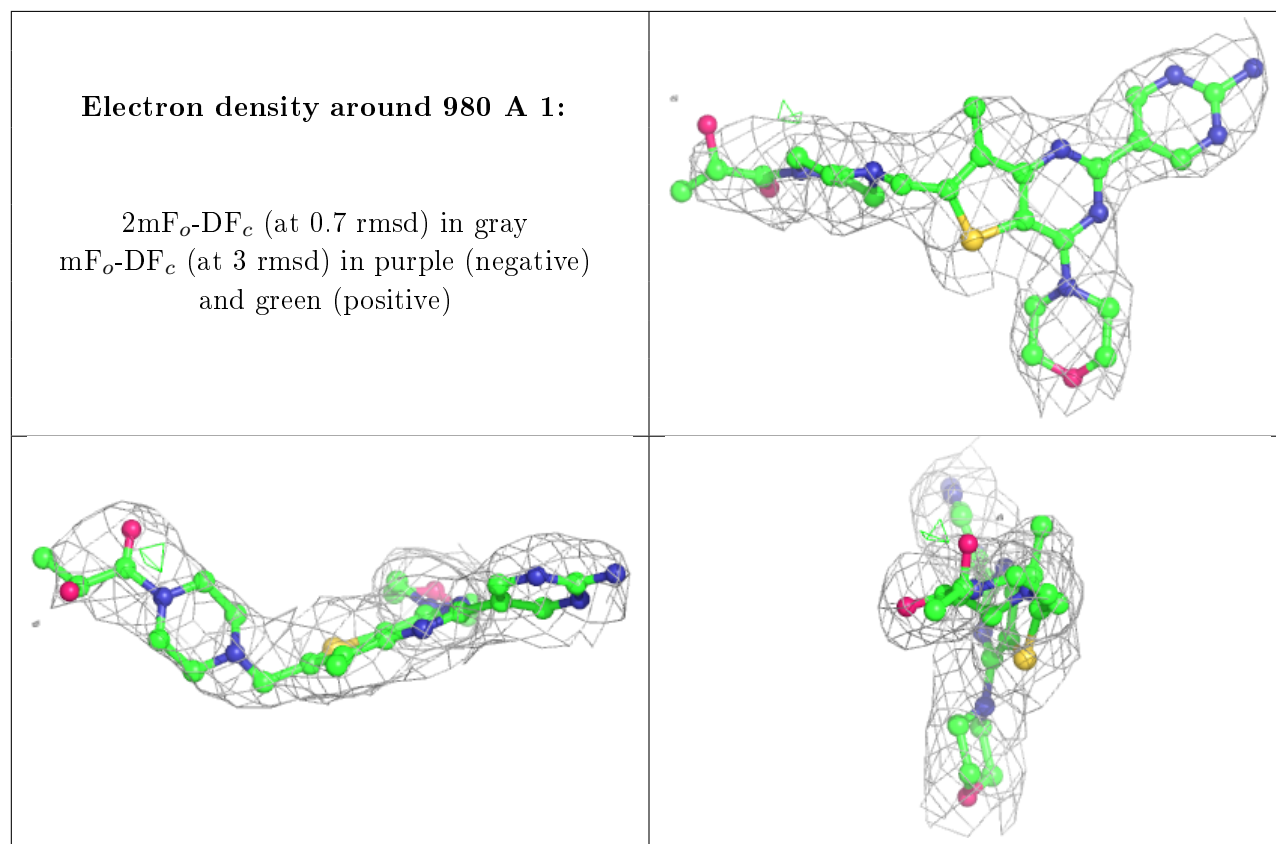 Electron density around 980 A 1:
2mFo-DFc (at 0.7 rmsd) in gray
mFo-DFc (at 3 rmsd) in purple (negative)
and green (positive)